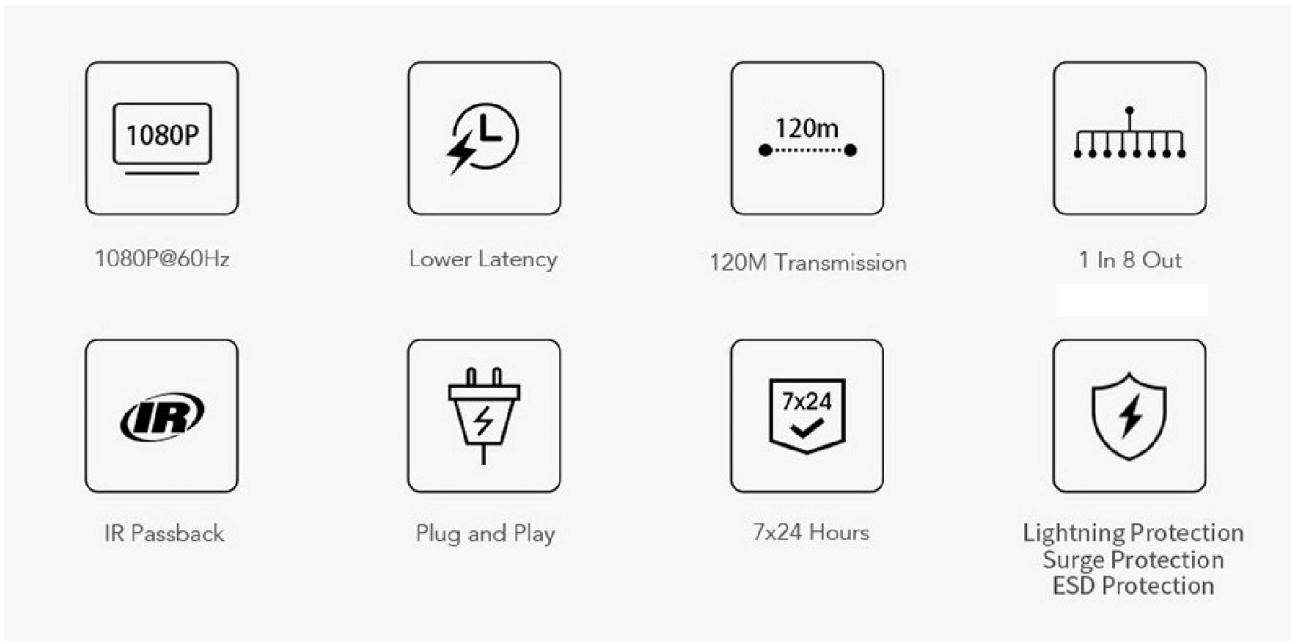 1080P
120m
1080P@60Hz
Lower Latency
120M Transmission
1 In 8 Out
IR
7x24
IR Passback
Plug and Play
7x24 Hours
Lightning Protection
Surge Protection
ESD Protection